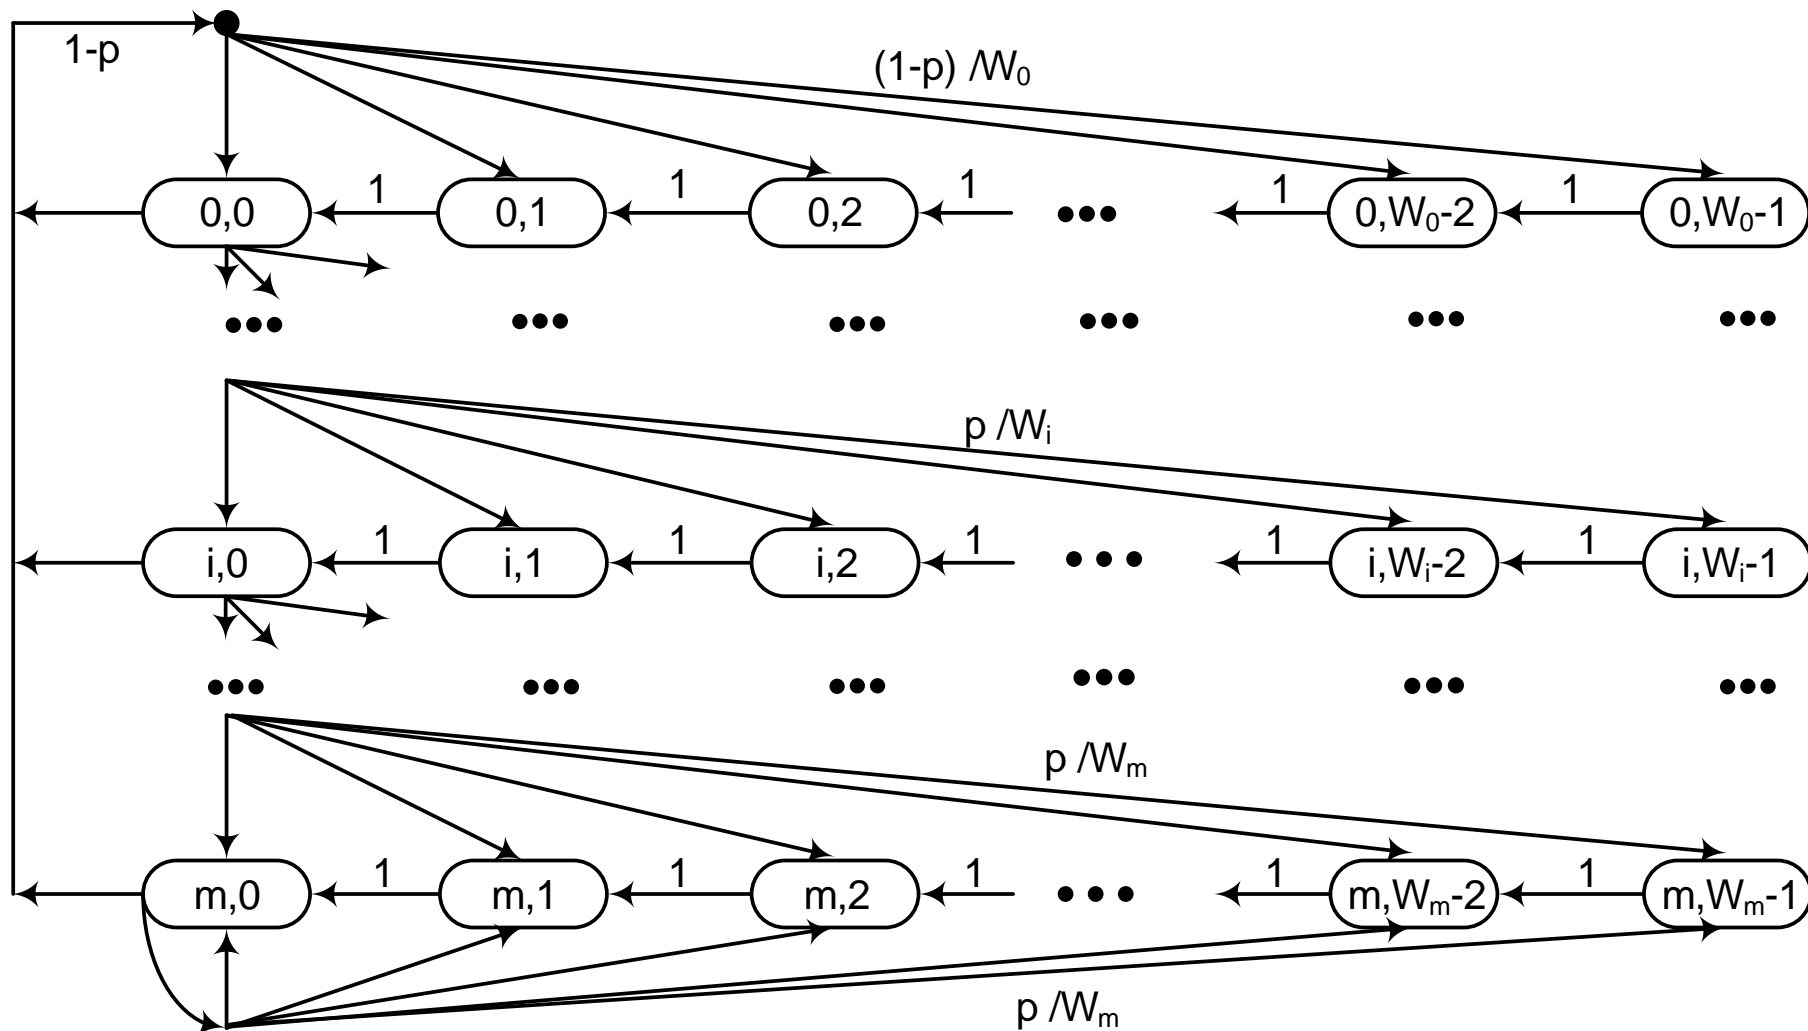 1-p
(1-p) /W₀
1 1 1 1 1
0,0 0,1 0,2 ••• 0,W₀-2 0,W₀-1
••• ••• ••• ••• ••• •••
p /Wᵢ
1 1 1 1 1
i,0 i,1 i,2 ••• i,Wᵢ-2 i,Wᵢ-1
••• ••• ••• ••• ••• •••
p /Wₘ
1 1 1 1 1
m,0 m,1 m,2 ••• m,Wₘ-2 m,Wₘ-1
p /Wₘ